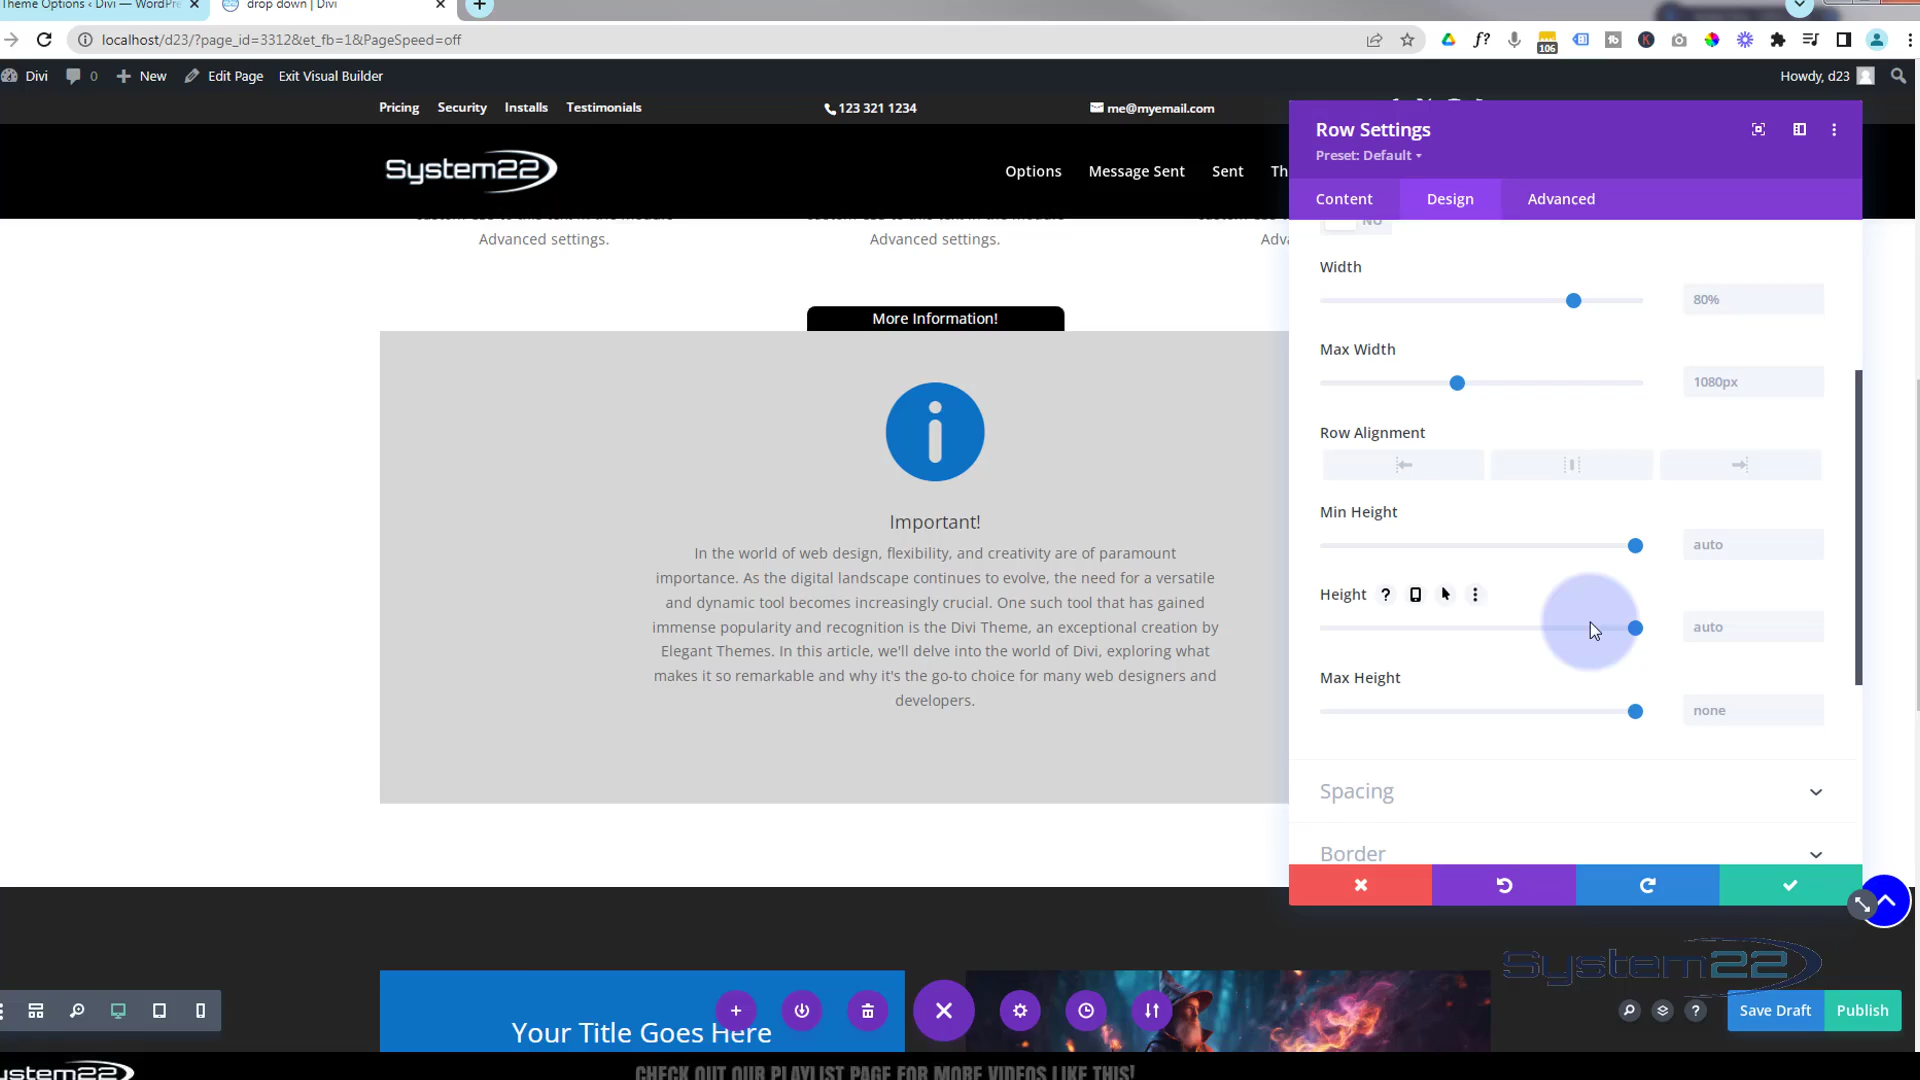 Theme Options ‹ Divi — WordPre
drop down | Divi
localhost/d23/?page_id=3312&et_fb=1&PageSpeed=off
106
Divi
0
New
Edit Page
Exit Visual Builder
Howdy, d23
Pricing
Security
Installs
Testimonials
123 321 1234
me@myemail.com
System22
Options
Message Sent
Sent
Th
Advanced settings.
Advanced settings.
Adva
More Information!
Important!
In the world of web design, flexibility, and creativity are of paramount
importance. As the digital landscape continues to evolve, the need for a versatile
and dynamic tool becomes increasingly crucial. One such tool that has gained
immense popularity and recognition is the Divi Theme, an exceptional creation by
Elegant Themes. In this article, we'll delve into the world of Divi, exploring what
makes it so remarkable and why it's the go-to choice for many web designers and
developers.
Row Settings
Preset: Default
Content
Design
Advanced
NO
Width
80%
Max Width
1080px
Row Alignment
Min Height
auto
Height
auto
Max Height
none
Spacing
Border
System22
Your Title Goes Here
Save Draft
Publish
System22
CHECK OUT OUR PLAYLIST PAGE FOR MORE VIDEOS LIKE THIS!